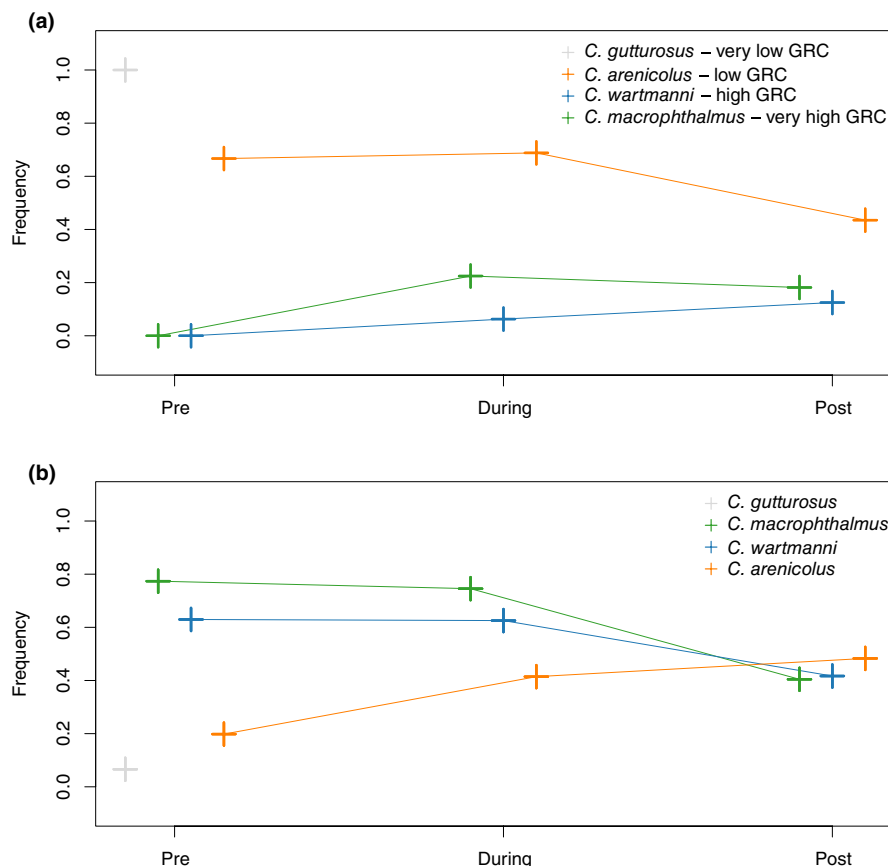 (a)
C. gutturosus – very low GRC
C. arenicolus – low GRC
C. wartmanni – high GRC
C. macrophthalmus – very high GRC
Frequency
1.0
0.8
0.6
0.4
0.2
0.0
Pre During Post
(b)
C. gutturosus
C. macrophthalmus
C. wartmanni
C. arenicolus
Frequency
1.0
0.8
0.6
0.4
0.2
0.0
Pre During Post